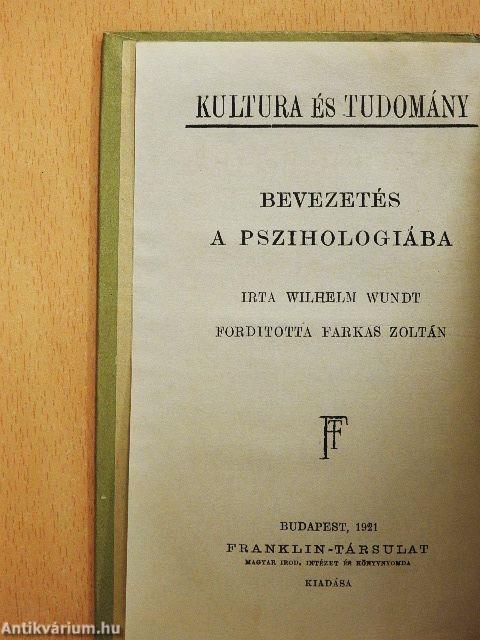 KULTURA ÉS TUDOMÁNY
BEVEZETÉS
A PSZIHOLOGIÁBA
IRTA WILHELM WUNDT
FORDITOTTA FARKAS ZOLTÁN
FT
BUDAPEST, 1921
FRANKLIN-TÁRSULAT
MAGYAR IROD. INTÉZET ÉS KÖNYVNYOMDA
KIADÁSA
Antikvárium.hu